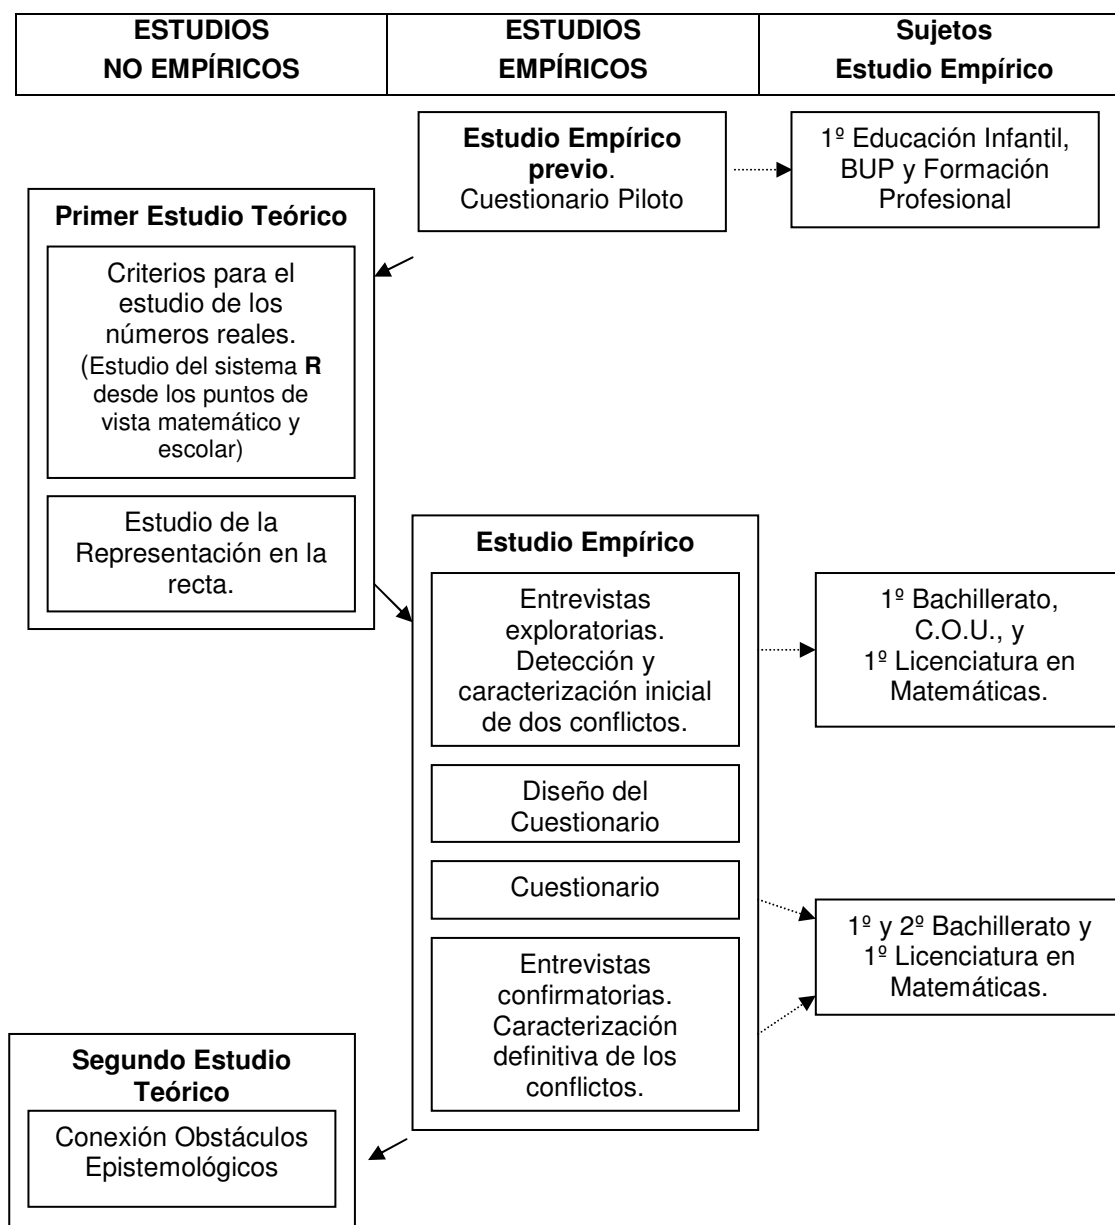 ESTUDIOS
NO EMPÍRICOS
ESTUDIOS
EMPÍRICOS
Sujetos
Estudio Empírico
Estudio Empírico
previo.
Cuestionario Piloto
1º Educación Infantil,
BUP y Formación
Profesional
Primer Estudio Teórico
Criterios para el
estudio de los
números reales.
(Estudio del sistema R
desde los puntos de
vista matemático y
escolar)
Estudio de la
Representación en la
recta.
Estudio Empírico
Entrevistas
exploratorias.
Detección y
caracterización inicial
de dos conflictos.
1º Bachillerato,
C.O.U., y
1º Licenciatura en
Matemáticas.
Diseño del
Cuestionario
Cuestionario
Entrevistas
confirmatorias.
Caracterización
definitiva de los
conflictos.
1º y 2º Bachillerato y
1º Licenciatura en
Matemáticas.
Segundo Estudio
Teórico
Conexión Obstáculos
Epistemológicos